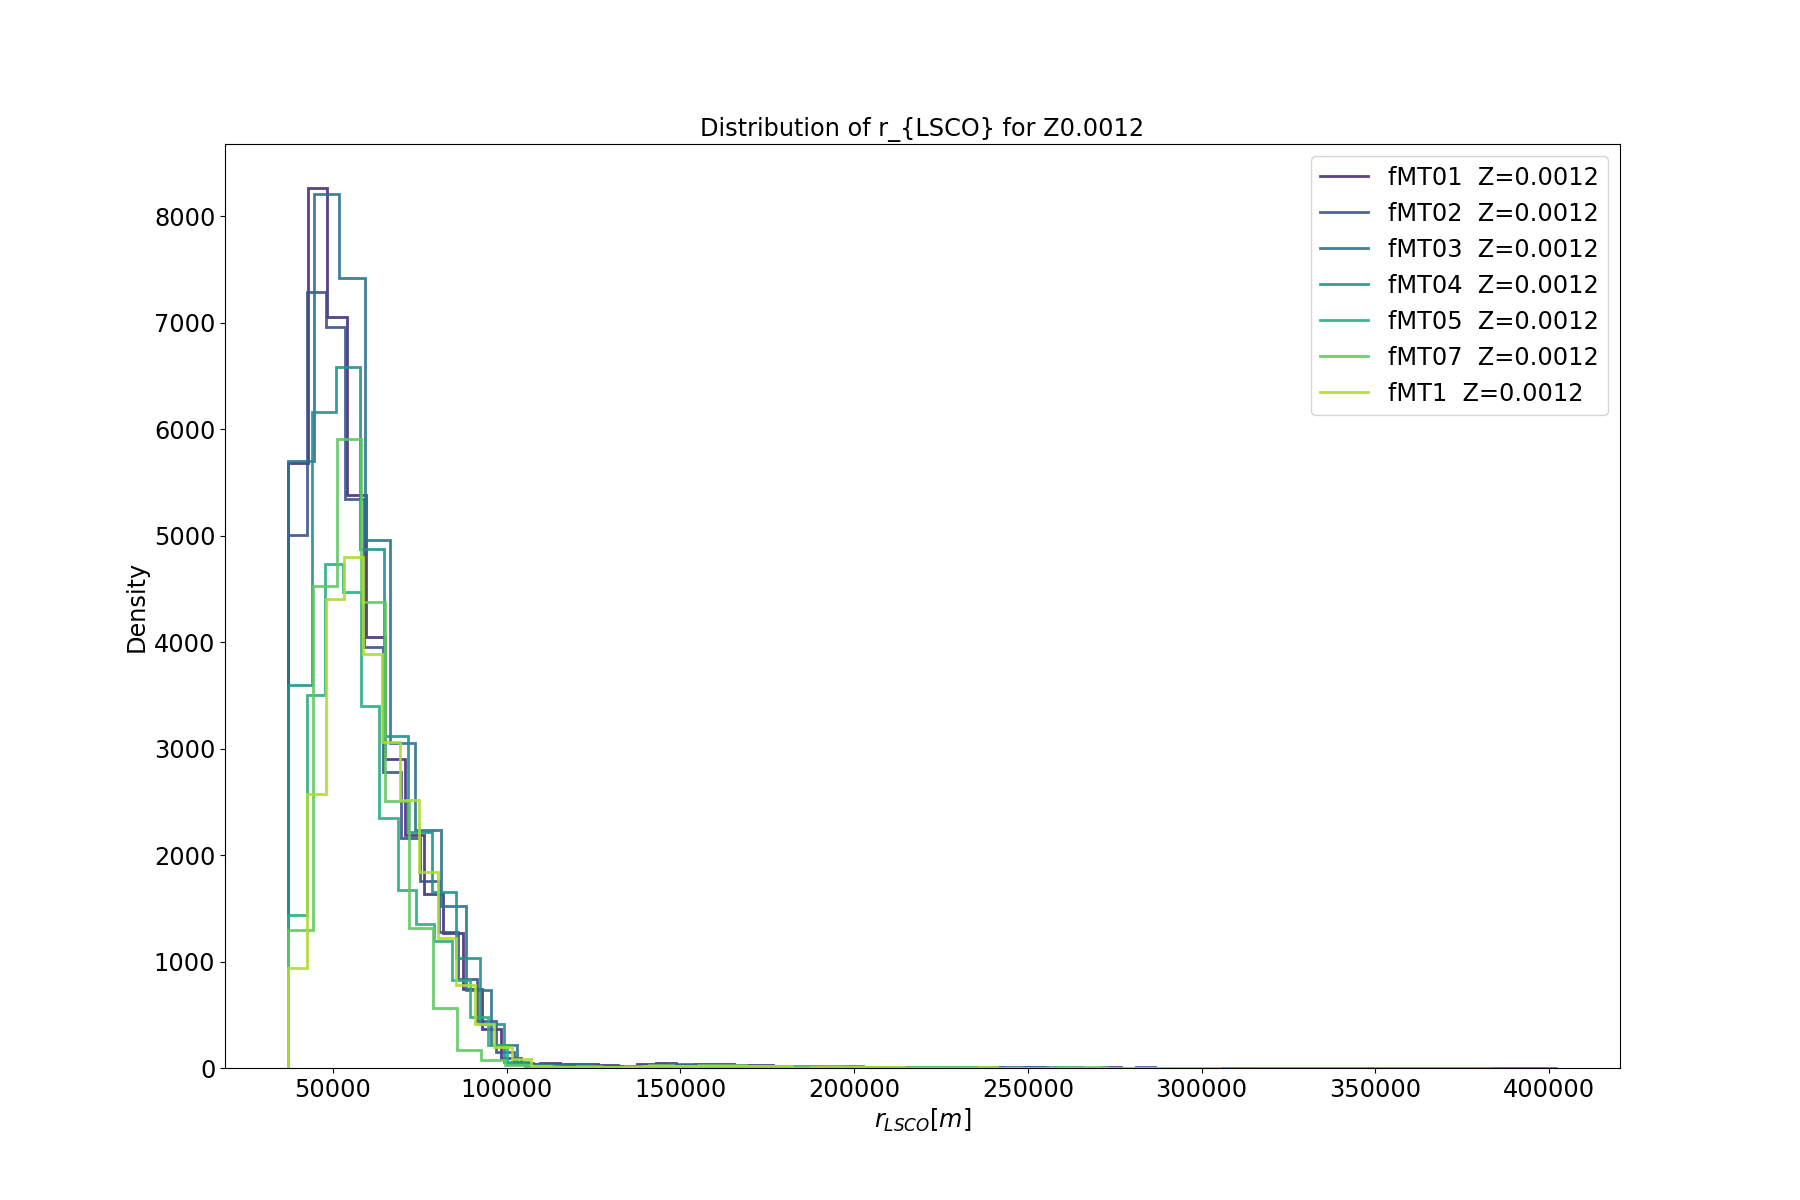 Distribution of r_{LSCO} for Z0.0012
fMT01  Z=0.0012
fMT02  Z=0.0012
fMT03  Z=0.0012
fMT04  Z=0.0012
fMT05  Z=0.0012
fMT07  Z=0.0012
fMT1  Z=0.0012
8000
7000
6000
5000
4000
3000
2000
1000
0
Density
50000 100000 150000 200000 250000 300000 350000 400000
r_{LSCO}[m]